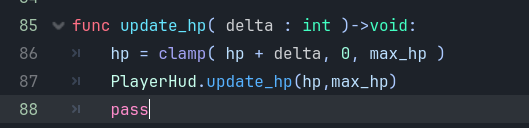 85 func update_hp( delta : int )->void:
86 hp = clamp( hp + delta, 0, max_hp )
87 PlayerHud.update_hp(hp,max_hp)
88 pass